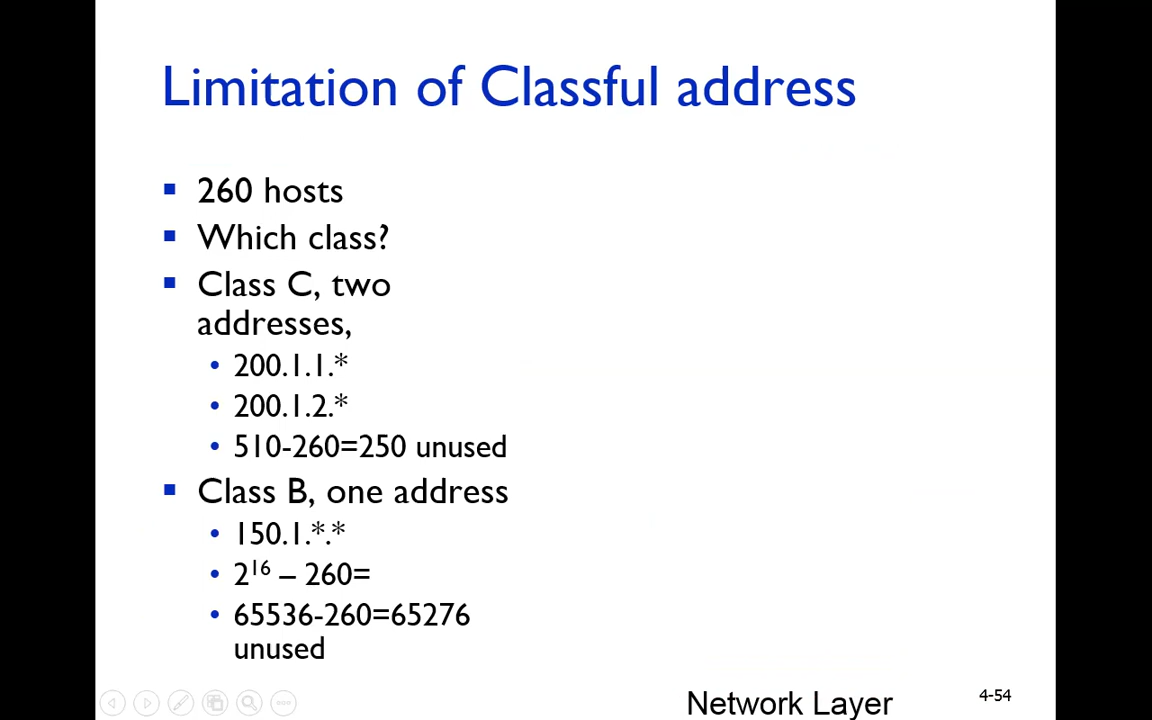 Limitation of Classful address
260 hosts
Which class?
Class C, two
addresses,
200.1.1.*
200.1.2.*
510-260=250 unused
Class B, one address
150.1.*.*
2¹⁶ – 260=
65536-260=65276
unused
Network Layer
4-54